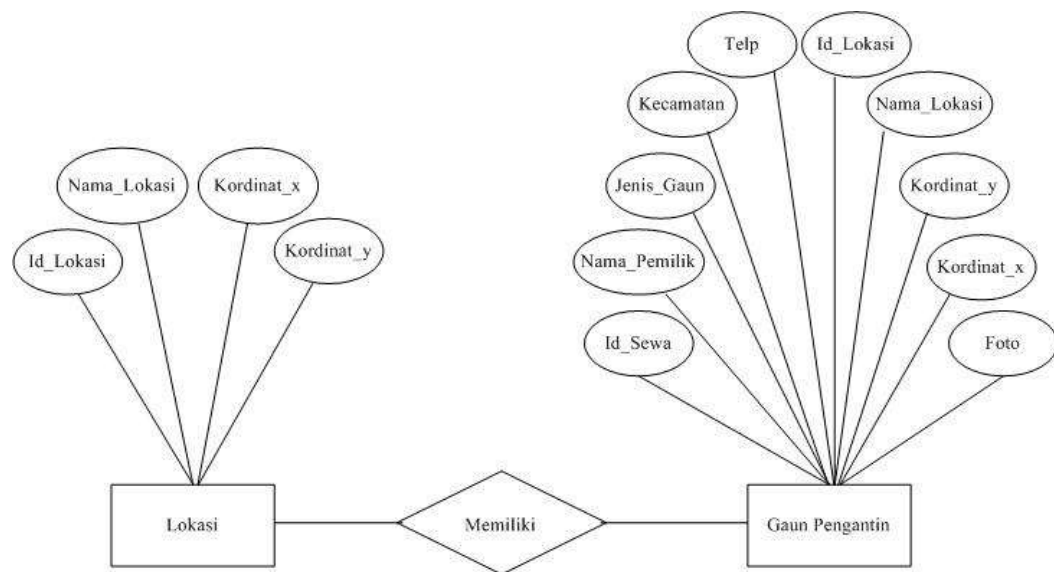 Telp
Id_Lokasi
Kecamatan
Nama_Lokasi
Nama_Lokasi
Kordinat_x
Jenis_Gaun
Kordinat_y
Id_Lokasi
Kordinat_y
Nama_Pemilik
Kordinat_x
Id_Sewa
Foto
Lokasi
Memiliki
Gaun Pengantin